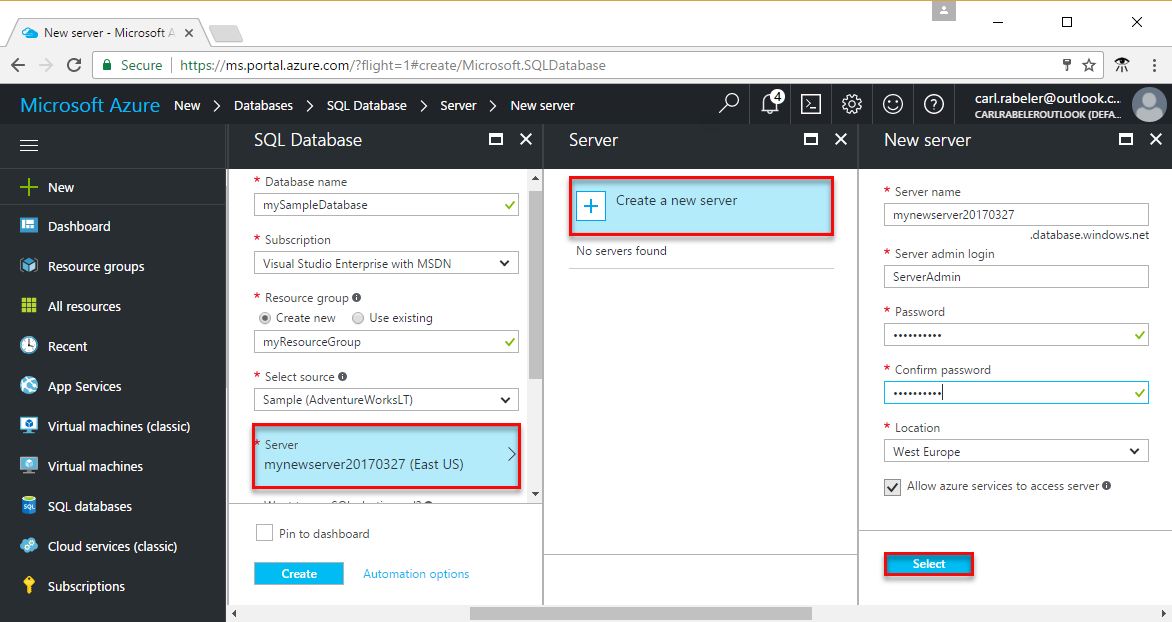 New server - Microsoft A
Secure https://ms.portal.azure.com/?flight=1#create/Microsoft.SQLDatabase
Microsoft Azure New > Databases > SQL Database > Server > New server
4
carl.rabeler@outlook.c...
CARLRABELEROUTLOOK (DEFA...
New
Dashboard
Resource groups
All resources
Recent
App Services
Virtual machines (classic)
Virtual machines
SQL databases
Cloud services (classic)
Subscriptions
SQL Database
* Database name
mySampleDatabase
* Subscription
Visual Studio Enterprise with MSDN
* Resource group
Create new Use existing
myResourceGroup
* Select source
Sample (AdventureWorksLT)
* Server
mynewserver20170327 (East US)
Pin to dashboard
Create Automation options
Server
Create a new server
No servers found
New server
* Server name
mynewserver20170327
.database.windows.net
* Server admin login
ServerAdmin
* Password
••••••••••
* Confirm password
••••••••••
* Location
West Europe
Allow azure services to access server
Select